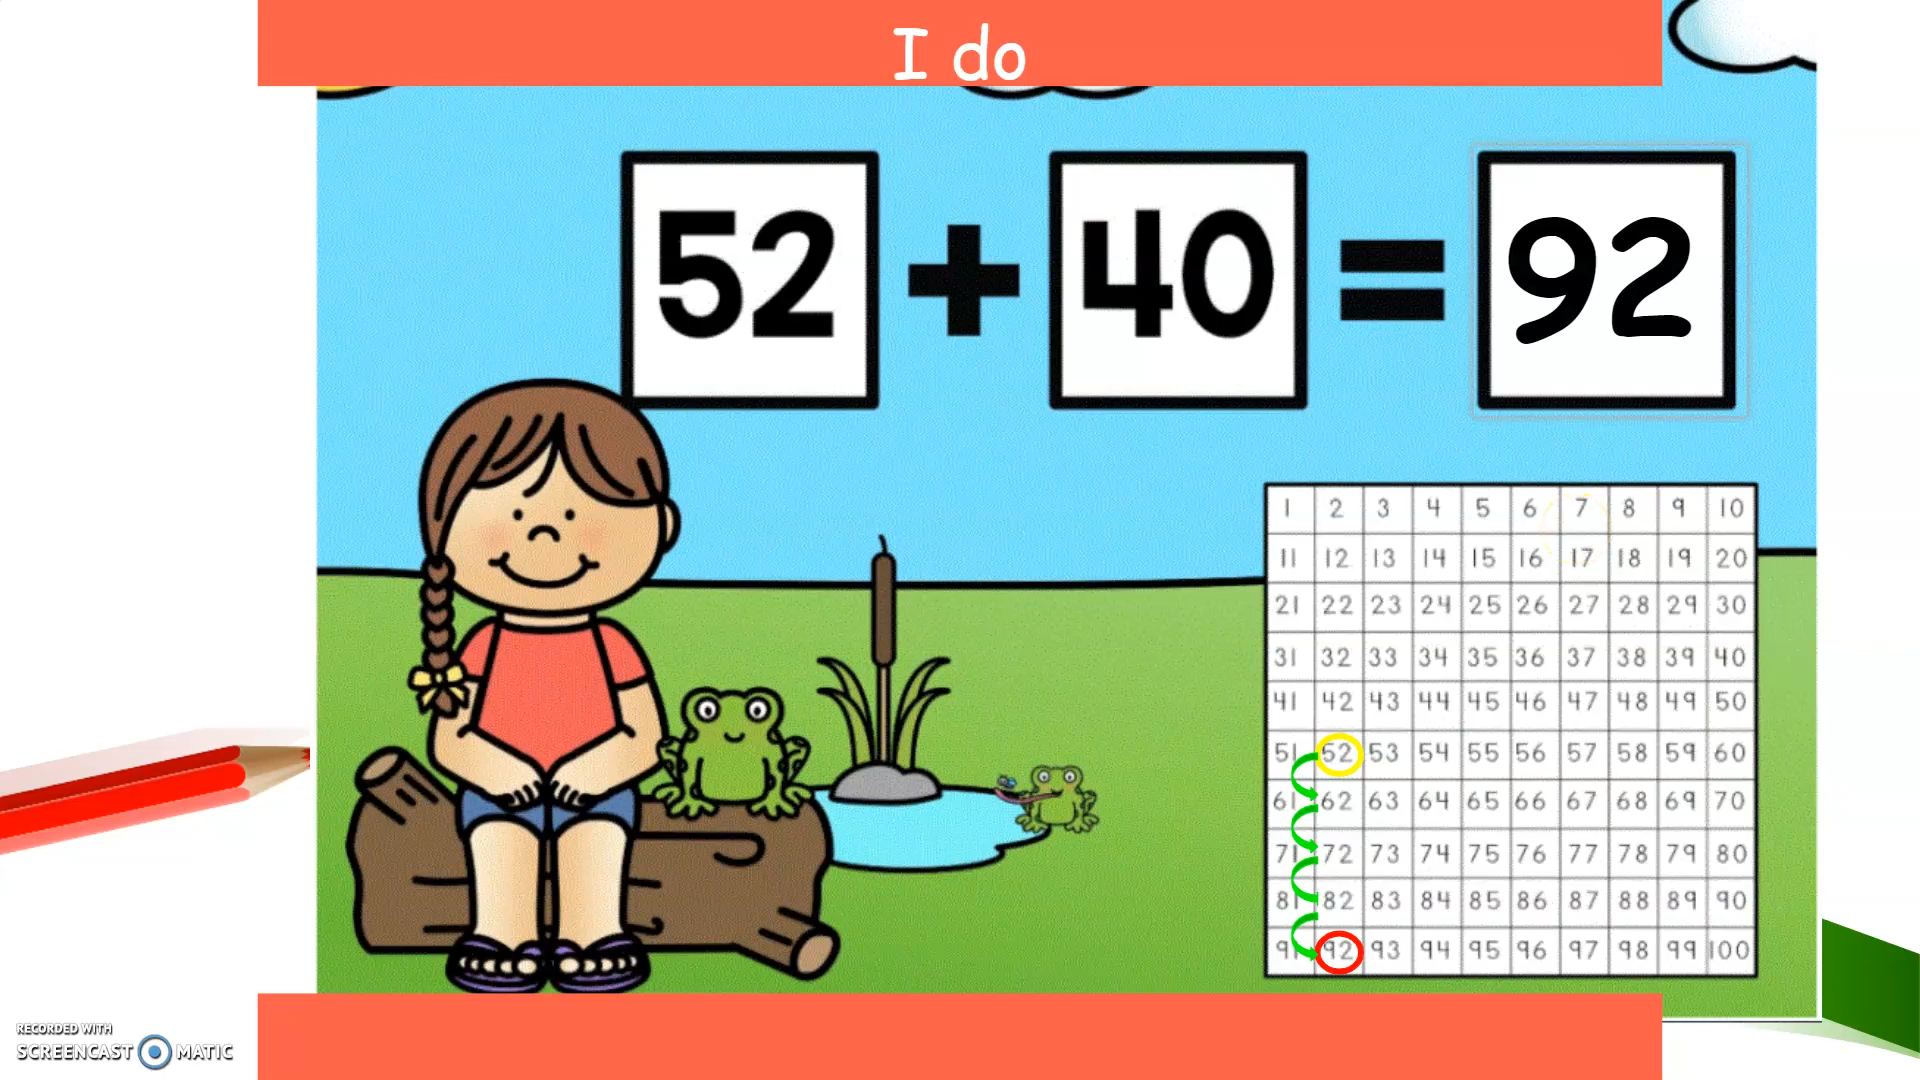 I do
52 + 40 = 92
1 2 3 4 5 6 7 8 9 10
11 12 13 14 15 16 17 18 19 20
21 22 23 24 25 26 27 28 29 30
31 32 33 34 35 36 37 38 39 40
41 42 43 44 45 46 47 48 49 50
51 52 53 54 55 56 57 58 59 60
61 62 63 64 65 66 67 68 69 70
71 72 73 74 75 76 77 78 79 80
81 82 83 84 85 86 87 88 89 90
91 92 93 94 95 96 97 98 99 100
RECORDED WITH
SCREENCAST MATIC